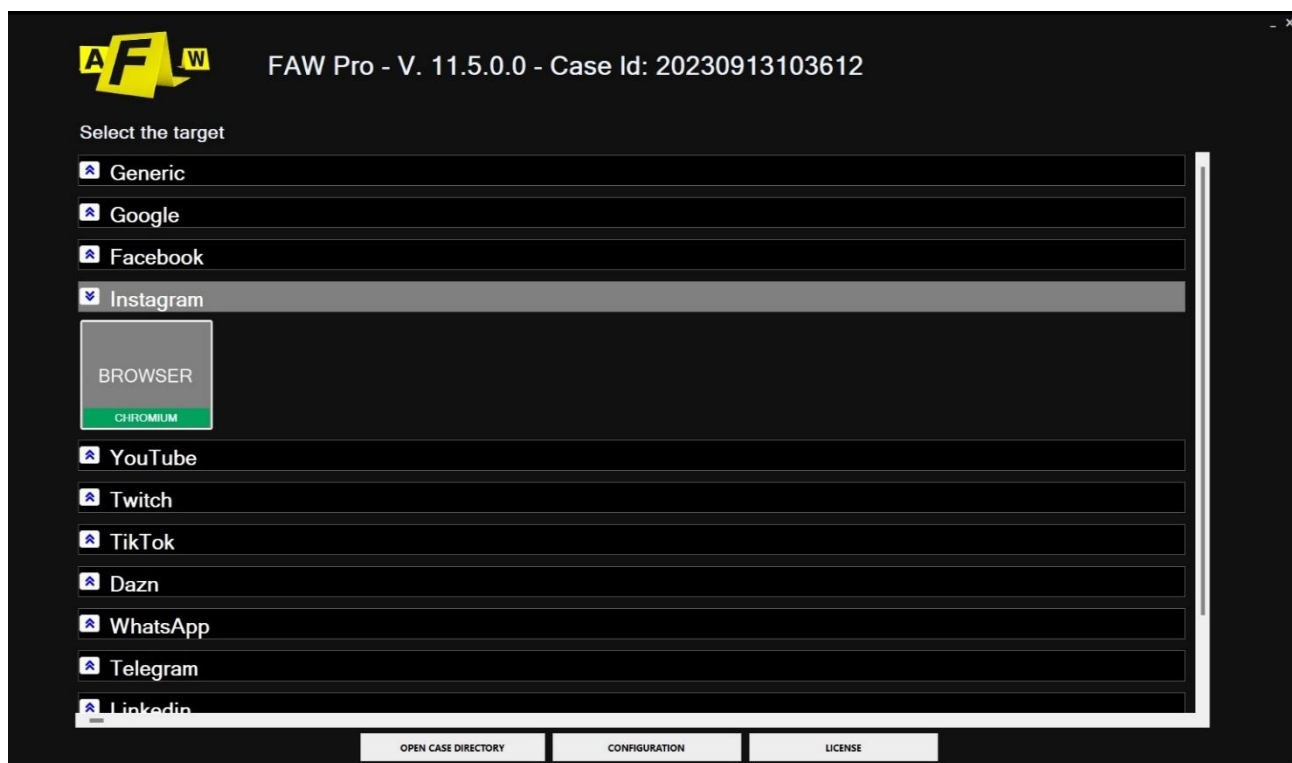 AFW
FAW Pro - V. 11.5.0.0 - Case Id: 20230913103612
Select the target
Generic
Google
Facebook
Instagram
BROWSER
CHROMIUM
YouTube
Twitch
TikTok
Dazn
WhatsApp
Telegram
Linkedin
OPEN CASE DIRECTORY
CONFIGURATION
LICENSE